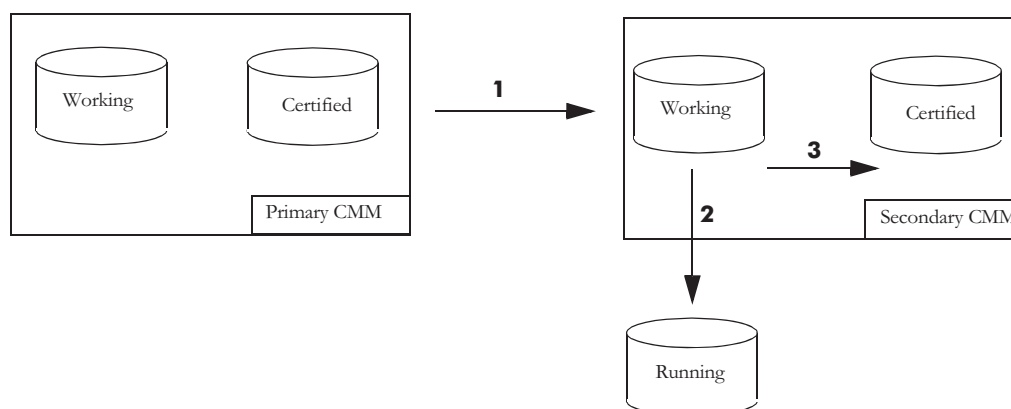 Working
Certified
1
Primary CMM
Working
Certified
3
2
Secondary CMM
Running